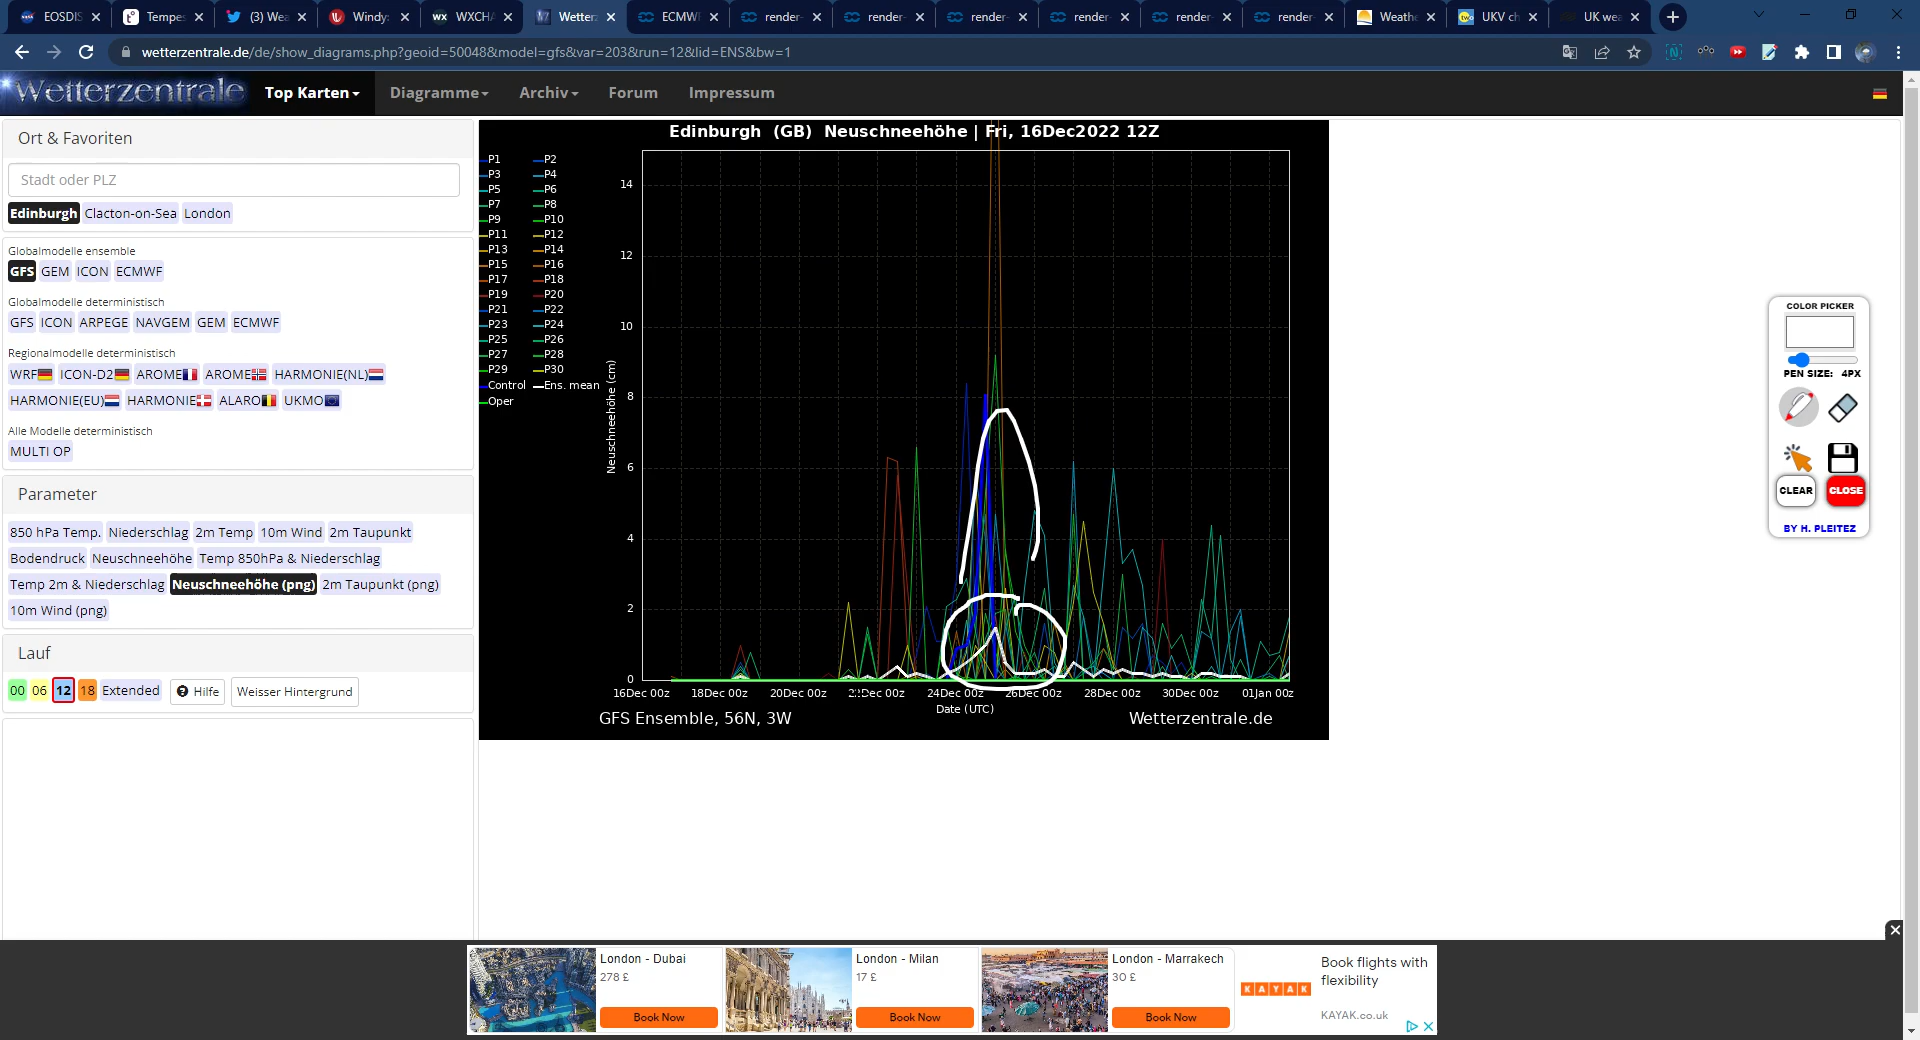 EOSDIS
Tempes
(3) Wea
Windy:
WXCHA
Wetterz
ECMWF
render-
render-
render-
render-
render-
render-
Weathe
UKV ch
UK wea
wetterzentrale.de/de/show_diagrams.php?geoid=50048&model=gfs&var=203&run=12&lid=ENS&bw=1
Wetterzentrale
Top Karten
Diagramme
Archiv
Forum
Impressum
Ort & Favoriten
Stadt oder PLZ
Edinburgh Clacton-on-Sea London
Globalmodelle ensemble
GFS GEM ICON ECMWF
Globalmodelle deterministisch
GFS ICON ARPEGE NAVGEM GEM ECMWF
Regionalmodelle deterministisch
WRF ICON-D2 AROME AROME HARMONIE(NL)
HARMONIE(EU) HARMONIE ALARO UKMO
Alle Modelle deterministisch
MULTI OP
Parameter
850 hPa Temp. Niederschlag 2m Temp 10m Wind 2m Taupunkt
Bodendruck Neuschneehöhe Temp 850hPa & Niederschlag
Temp 2m & Niederschlag Neuschneehöhe (png) 2m Taupunkt (png)
10m Wind (png)
Lauf
00 06 12 18 Extended Hilfe Weisser Hintergrund
Edinburgh (GB) Neuschneehöhe | Fri, 16Dec2022 12Z
P1 P2
P3 P4
P5 P6
P7 P8
P9 P10
P11 P12
P13 P14
P15 P16
P17 P18
P19 P20
P21 P22
P23 P24
P25 P26
P27 P28
P29 P30
Control Ens. mean
Oper
Neuschneehöhe (cm)
14
12
10
8
6
4
2
0
16Dec 00z 18Dec 00z 20Dec 00z 22Dec 00z 24Dec 00z 26Dec 00z 28Dec 00z 30Dec 00z 01Jan 00z
Date (UTC)
GFS Ensemble, 56N, 3W
Wetterzentrale.de
COLOR PICKER
PEN SIZE: 4PX
CLEAR
CLOSE
BY H. PLEITEZ
London - Dubai
278 £
Book Now
London - Milan
17 £
Book Now
London - Marrakech
30 £
Book Now
KAYAK
Book flights with
flexibility
KAYAK.co.uk